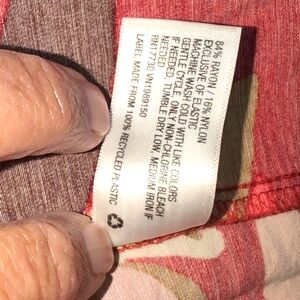 84% RAYON / 16% NYLON
EXCLUSIVE OF ELASTIC
MACHINE WASH COLD WITH LIKE COLORS
GENTLE CYCLE, ONLY NON-CHLORINE BLEACH
IF NEEDED, TUMBLE DRY LOW, MEDIUM IRON IF
NEEDED.
RN17730 VN1989150
LABEL MADE FROM 100% RECYCLED PLASTIC